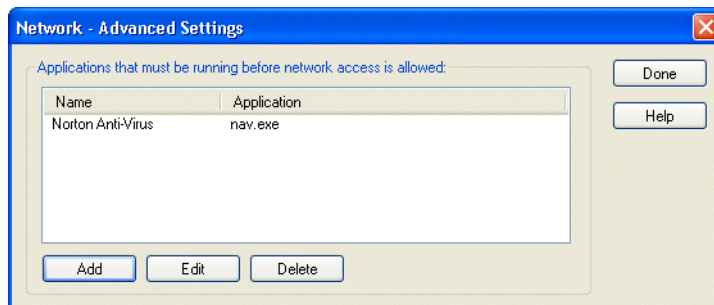 Network - Advanced Settings
Applications that must be running before network access is allowed:
Done
Name Application
Help
Norton Anti-Virus nav.exe
Add Edit Delete